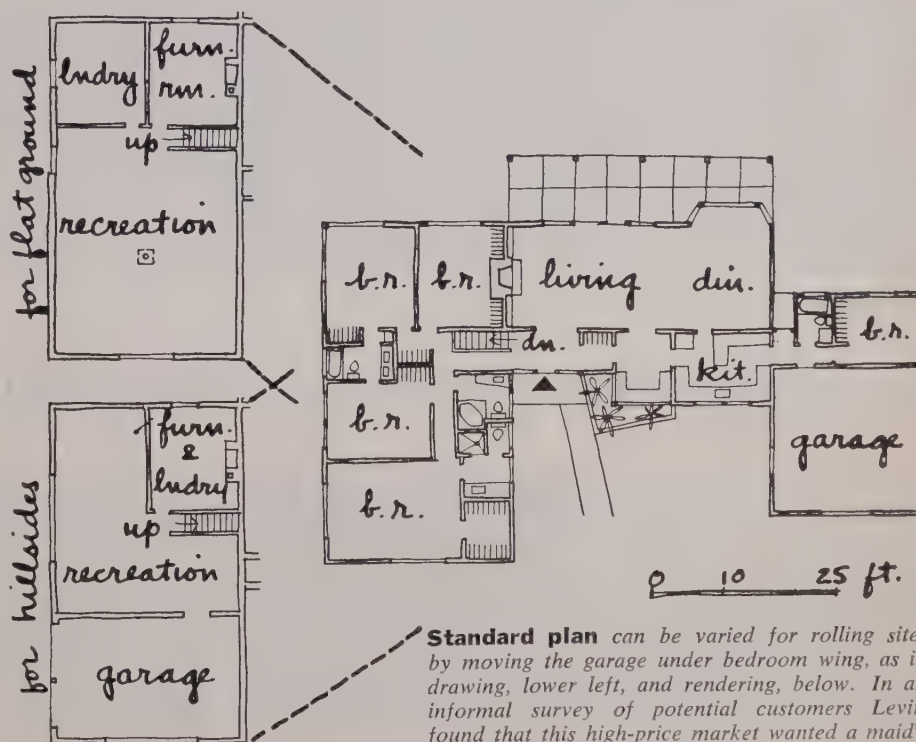 for flat ground
lndry
furn.
rm.
up
recreation
for hillsides
furn.
&
lndry
up
recreation
garage
b.r.
b.r.
living
din.
dn.
kit.
b.r.
garage
b.r.
b.r.
0 10 25 ft.
Standard plan can be varied for rolling site
by moving the garage under bedroom wing, as i
drawing, lower left, and rendering, below. In a
informal survey of potential customers Levi
found that this high-price market wanted a maid'